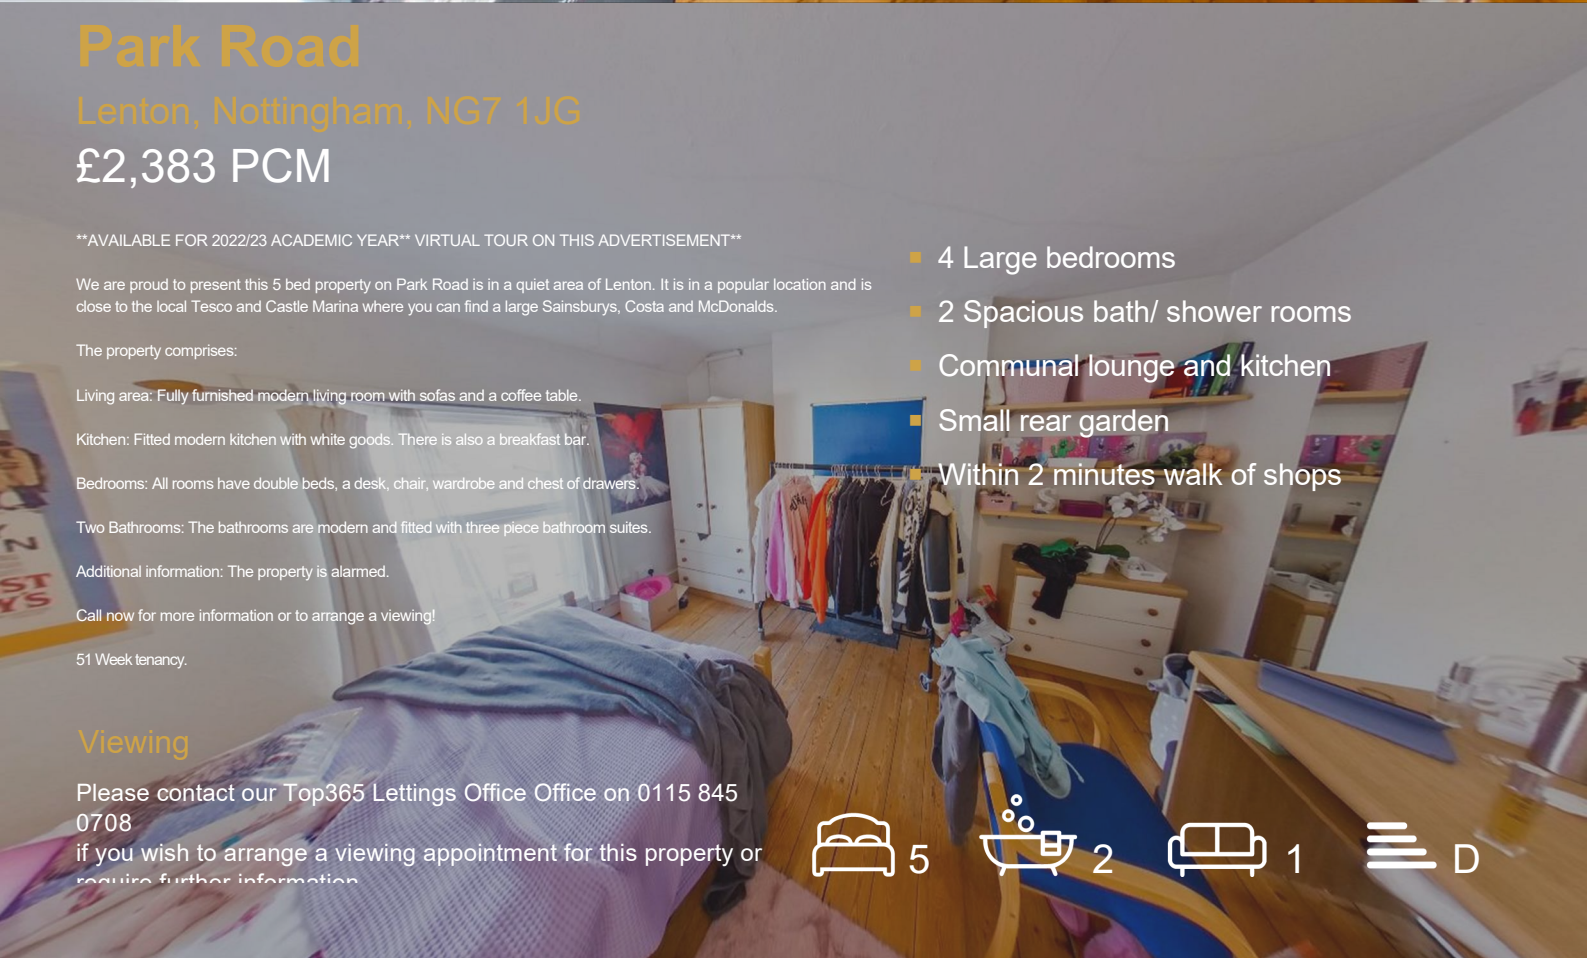 Park Road
Lenton, Nottingham, NG7 1JG
£2,383 PCM
**AVAILABLE FOR 2022/23 ACADEMIC YEAR** VIRTUAL TOUR ON THIS ADVERTISEMENT**
We are proud to present this 5 bed property on Park Road is in a quiet area of Lenton. It is in a popular location and is
close to the local Tesco and Castle Marina where you can find a large Sainsburys, Costa and McDonalds.
The property comprises:
Living area: Fully furnished modern living room with sofas and a coffee table.
Kitchen: Fitted modern kitchen with white goods. There is also a breakfast bar.
Bedrooms: All rooms have double beds, a desk, chair, wardrobe and chest of drawers.
Two Bathrooms: The bathrooms are modern and fitted with three piece bathroom suites.
Additional information: The property is alarmed.
Call now for more information or to arrange a viewing!
51 Week tenancy.
4 Large bedrooms
2 Spacious bath/ shower rooms
Communal lounge and kitchen
Small rear garden
Within 2 minutes walk of shops
Viewing
Please contact our Top365 Lettings Office Office on 0115 845
0708
if you wish to arrange a viewing appointment for this property or
require further information.
5
2
1
D